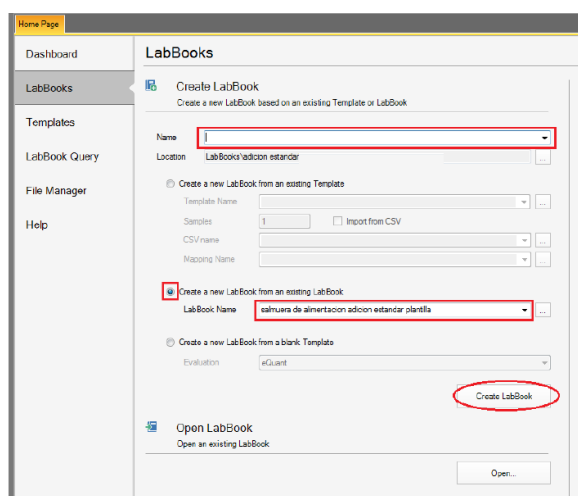 Home Page
Dashboard
LabBooks
Templates
LabBook Query
File Manager
Help
LabBooks
Create LabBook
Create a new LabBook based on an existing Template or LabBook
Name
Location LabBooks\adicion estandar ...
Create a new LabBook from an existing Template
Template Name ...
Samples 1 Import from CSV
CSV name ...
Mapping Name ...
Create a new LabBook from an existing LabBook
LabBook Name salmuera de alimentacion adicion estandar plantilla ...
Create a new LabBook from a blank Template
Evaluation eQuant
Create LabBook
Open LabBook
Open an existing LabBook
Open...